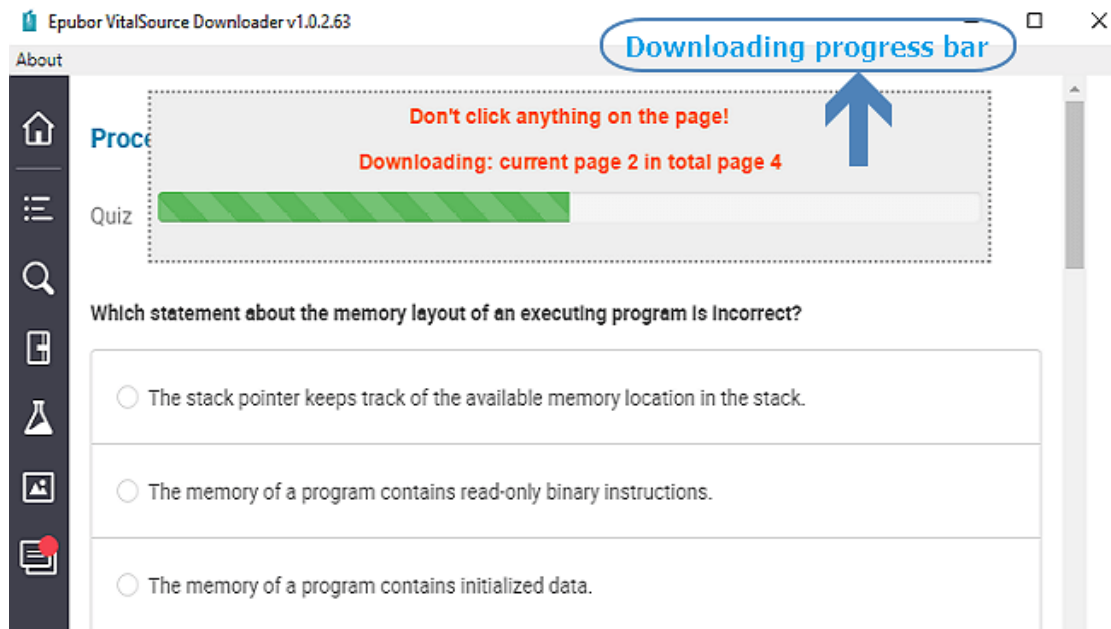 Epubor VitalSource Downloader v1.0.2.63
Downloading progress bar
About
Don't click anything on the page!
Downloading: current page 2 in total page 4
Quiz
Which statement about the memory layout of an executing program is incorrect?
The stack pointer keeps track of the available memory location in the stack.
The memory of a program contains read-only binary instructions.
The memory of a program contains initialized data.